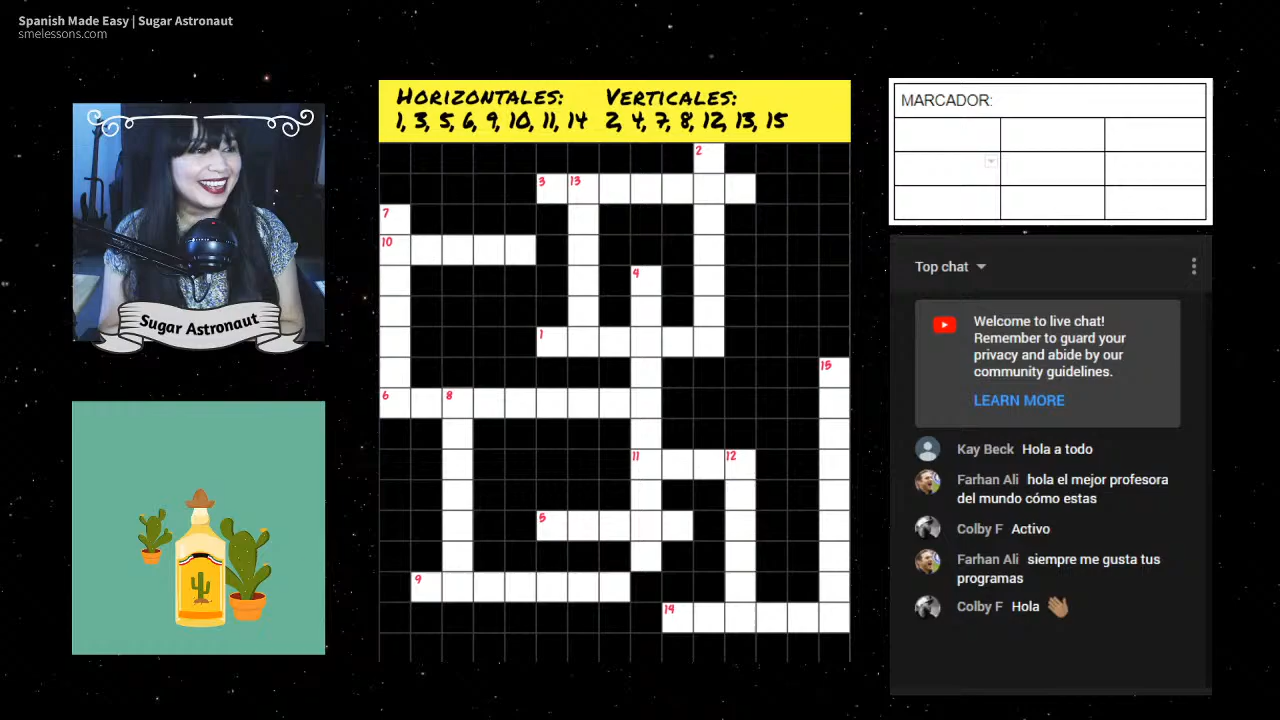 Spanish Made Easy | Sugar Astronaut
smelessons.com
HORIZONTALES:
1, 3, 5, 6, 9, 10, 11, 14
VERTICALES:
2, 4, 7, 8, 12, 13, 15
2
3 13
7
10
4
1
15
6 8
11 12
5
9
14
Sugar Astronaut
MARCADOR:
Top chat
Welcome to live chat!
Remember to guard your
privacy and abide by our
community guidelines.
LEARN MORE
Kay Beck Hola a todo
Farhan Ali hola el mejor profesora
del mundo cómo estas
Colby F Activo
Farhan Ali siempre me gusta tus
programas
Colby F Hola